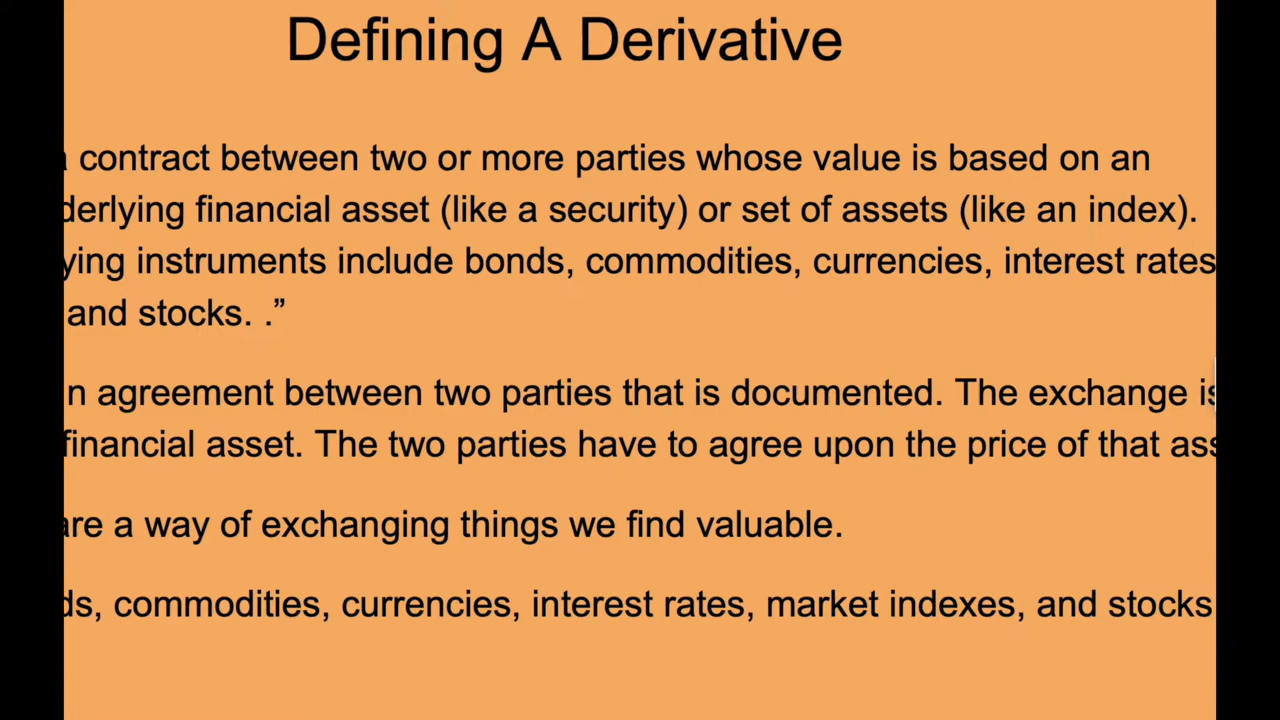 Defining A Derivative
contract between two or more parties whose value is based on an
derlying financial asset (like a security) or set of assets (like an index).
ying instruments include bonds, commodities, currencies, interest rates
and stocks. .”
n agreement between two parties that is documented. The exchange is
financial asset. The two parties have to agree upon the price of that ass
are a way of exchanging things we find valuable.
ds, commodities, currencies, interest rates, market indexes, and stocks